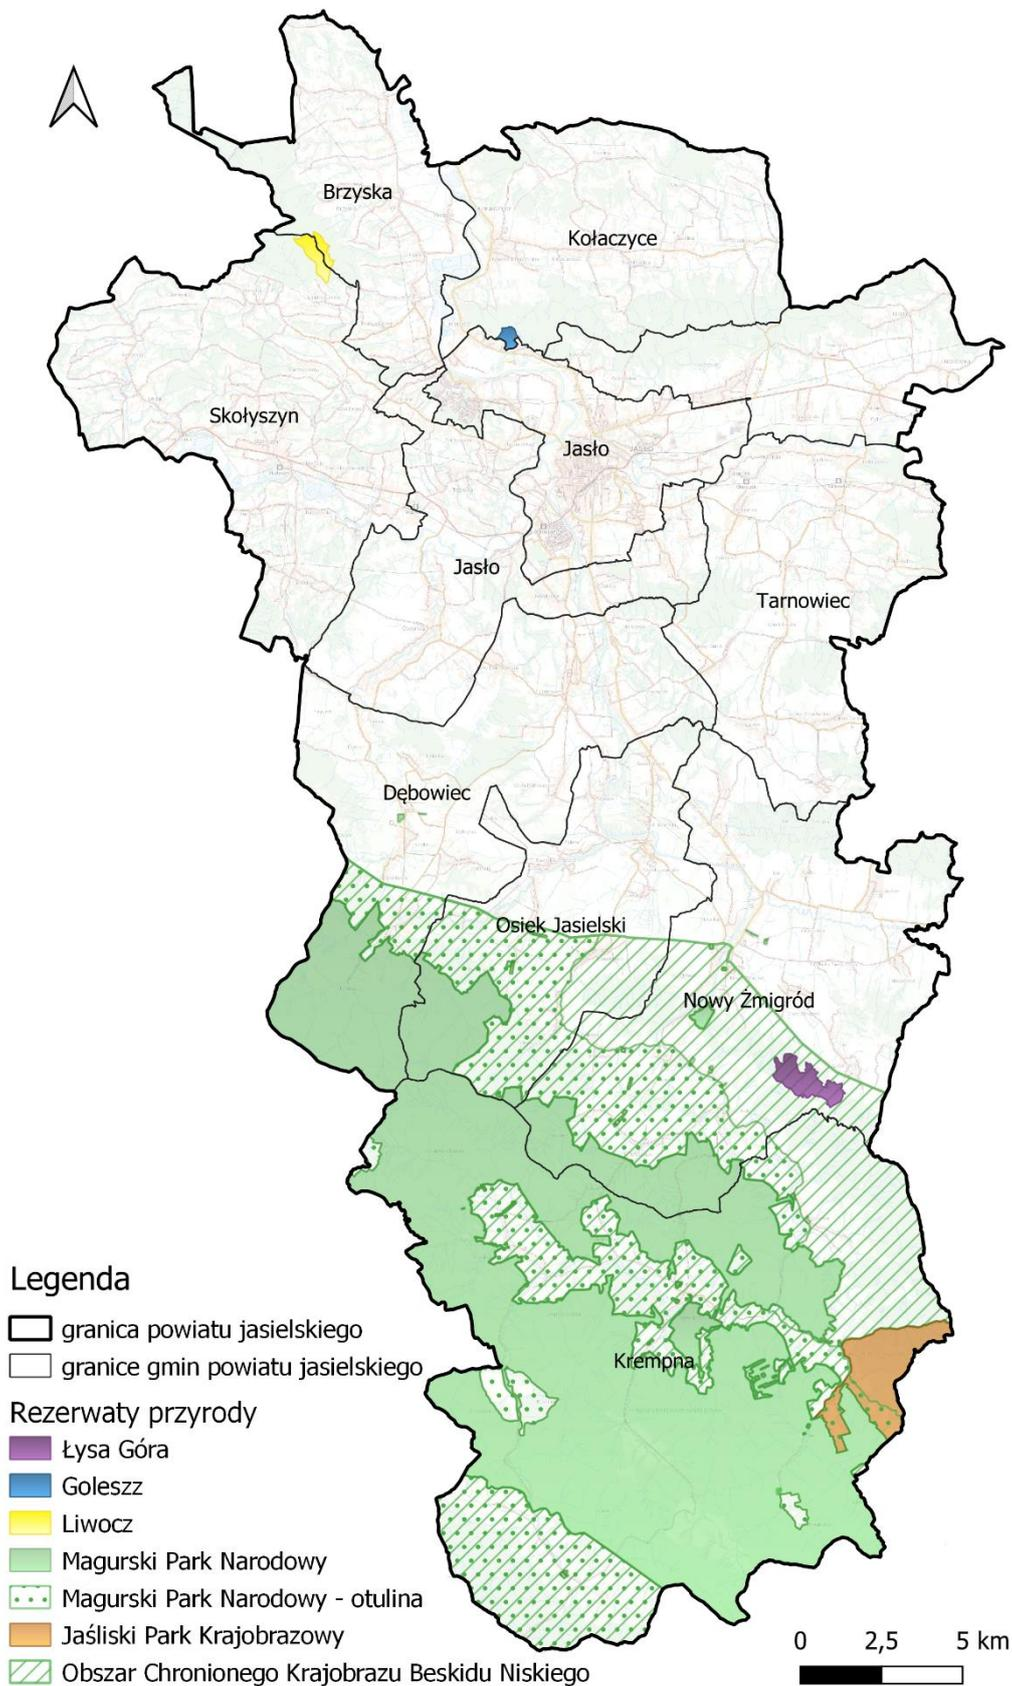 Brzyska
Kołaczyce
Skołyszyn
Jasło
Jasło
Tarnowiec
Dębowiec
Osiek Jasielski
Nowy Żmigród
Krempna
Legenda
granica powiatu jasielskiego
granice gmin powiatu jasielskiego
Rezerwaty przyrody
Łysa Góra
Goleszz
Liwocz
Magurski Park Narodowy
Magurski Park Narodowy - otulina
Jaśliski Park Krajobrazowy
Obszar Chronionego Krajobrazu Beskidu Niskiego
0 2,5 5 km